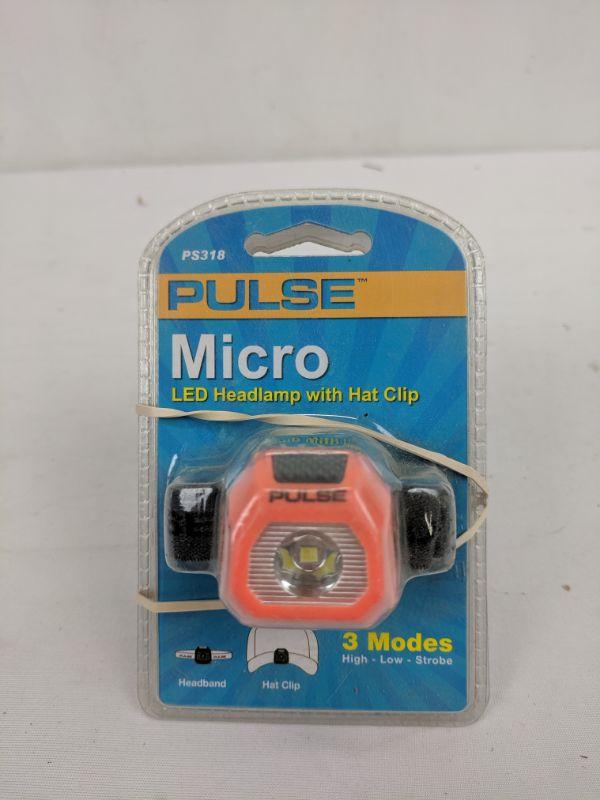 PS318
PULSE™
Micro
LED Headlamp with Hat Clip
PULSE
3 Modes
High - Low - Strobe
Headband
Hat Clip